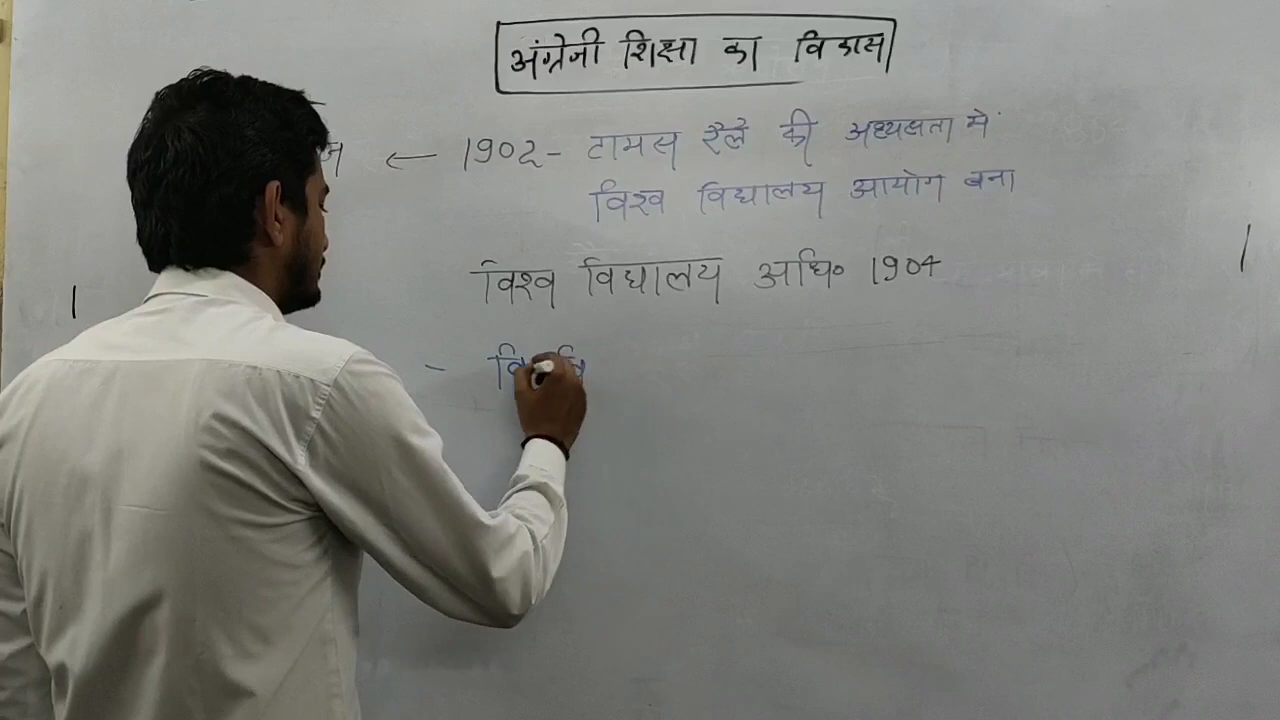 अंग्रेजी शिक्षा का विकास
← 1902- टामस रैले की अध्यक्षता में
विश्व विद्यालय आयोग बना
विश्व विद्यालय अधि० 1904
-